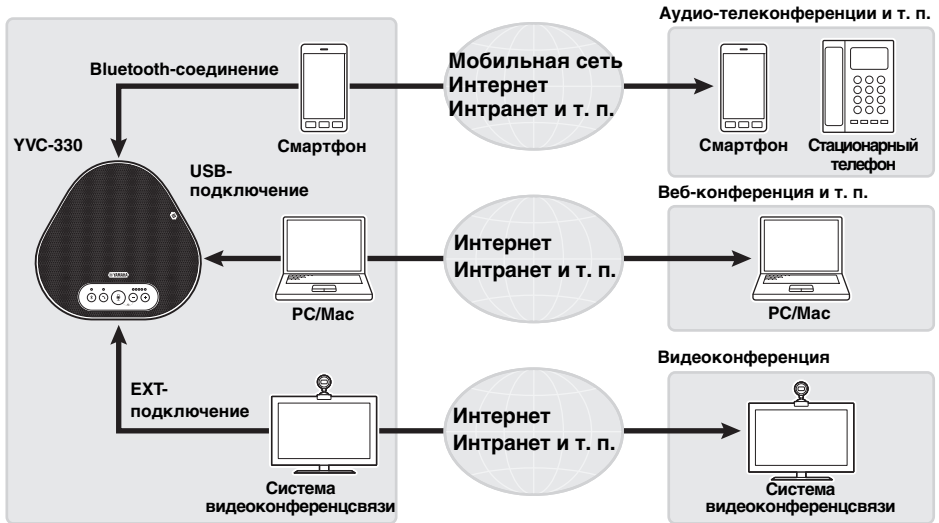 Аудио-телеконференции и т. п.
Bluetooth-соединение
Мобильная сеть
Интернет
Интранет и т. п.
YVC-330
Смартфон
Смартфон
Стационарный
телефон
USB-
подключение
Веб-конференция и т. п.
Интернет
Интранет и т. п.
YAMAHA
PC/Mac
PC/Mac
Видеоконференция
EXT-
подключение
Интернет
Интранет и т. п.
Система
видеоконференцсвязи
Система
видеоконференцсвязи